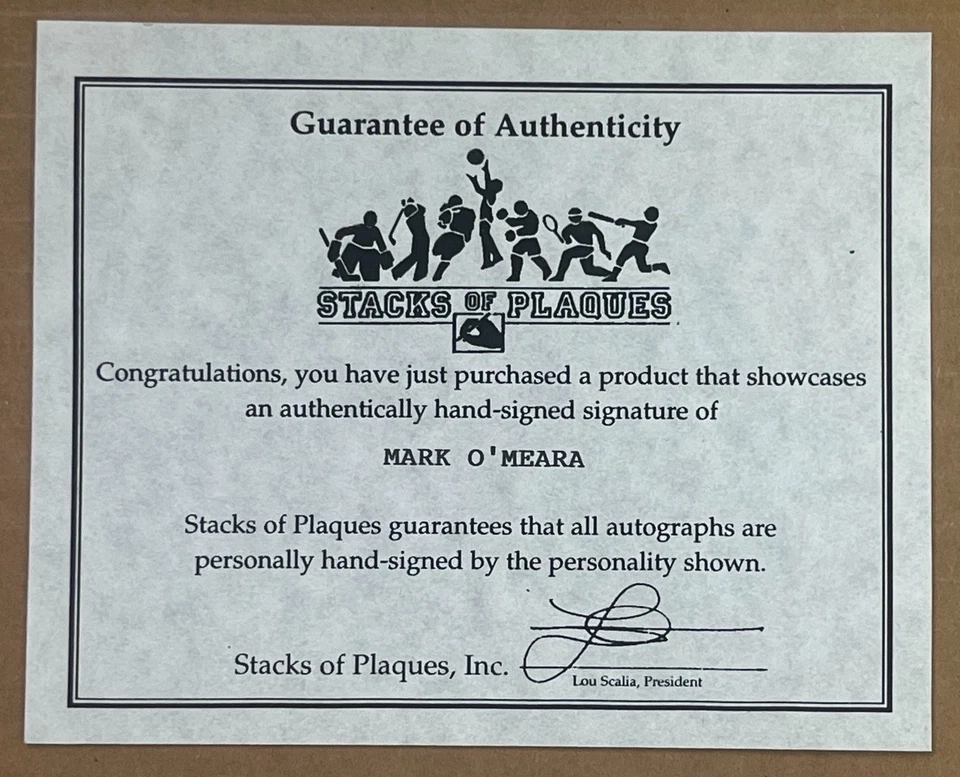 Guarantee of Authenticity
STACKS OF PLAQUES
Congratulations, you have just purchased a product that showcases
an authentically hand-signed signature of
MARK O'MEARA
Stacks of Plaques guarantees that all autographs are
personally hand-signed by the personality shown.
Stacks of Plaques, Inc.
Lou Scalia, President